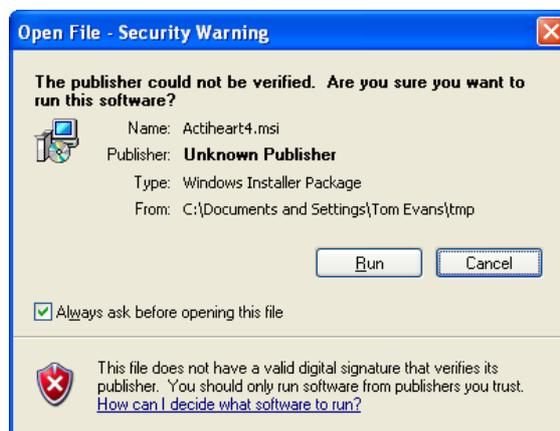 Open File - Security Warning
The publisher could not be verified.  Are you sure you want to
run this software?
Name: Actiheart4.msi
Publisher: Unknown Publisher
Type: Windows Installer Package
From: C:\Documents and Settings\Tom Evans\tmp
Run Cancel
Always ask before opening this file
This file does not have a valid digital signature that verifies its
publisher.  You should only run software from publishers you trust.
How can I decide what software to run?